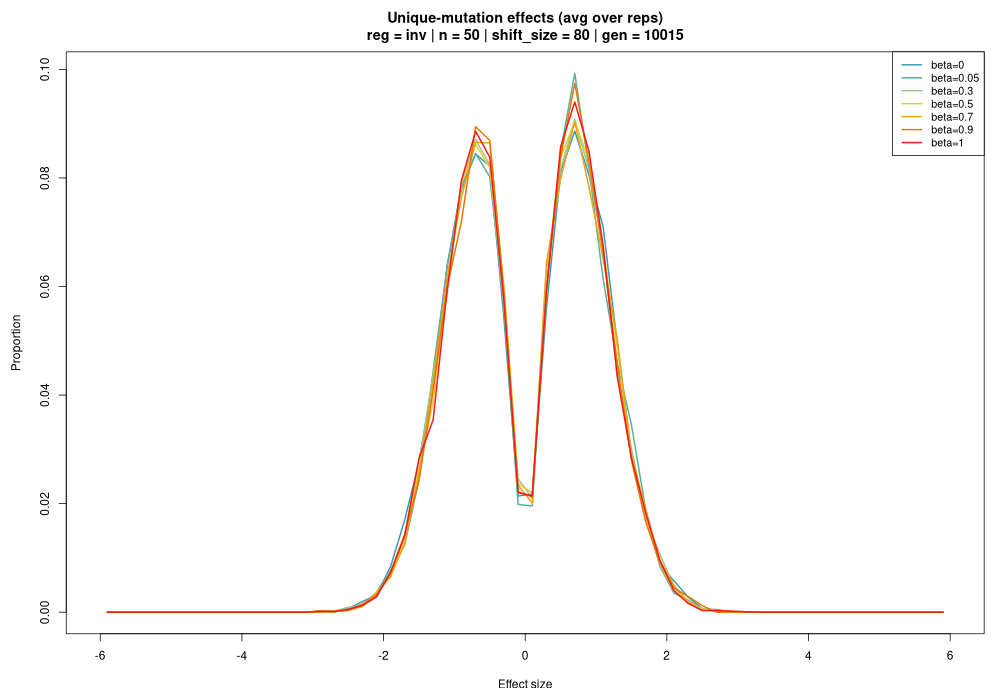 Unique-mutation effects (avg over reps)
reg = inv | n = 50 | shift_size = 80 | gen = 10015
beta=0
beta=0.05
beta=0.3
beta=0.5
beta=0.7
beta=0.9
beta=1
Proportion
0.10
0.08
0.06
0.04
0.02
0.00
-6 -4 -2 0 2 4 6
Effect size